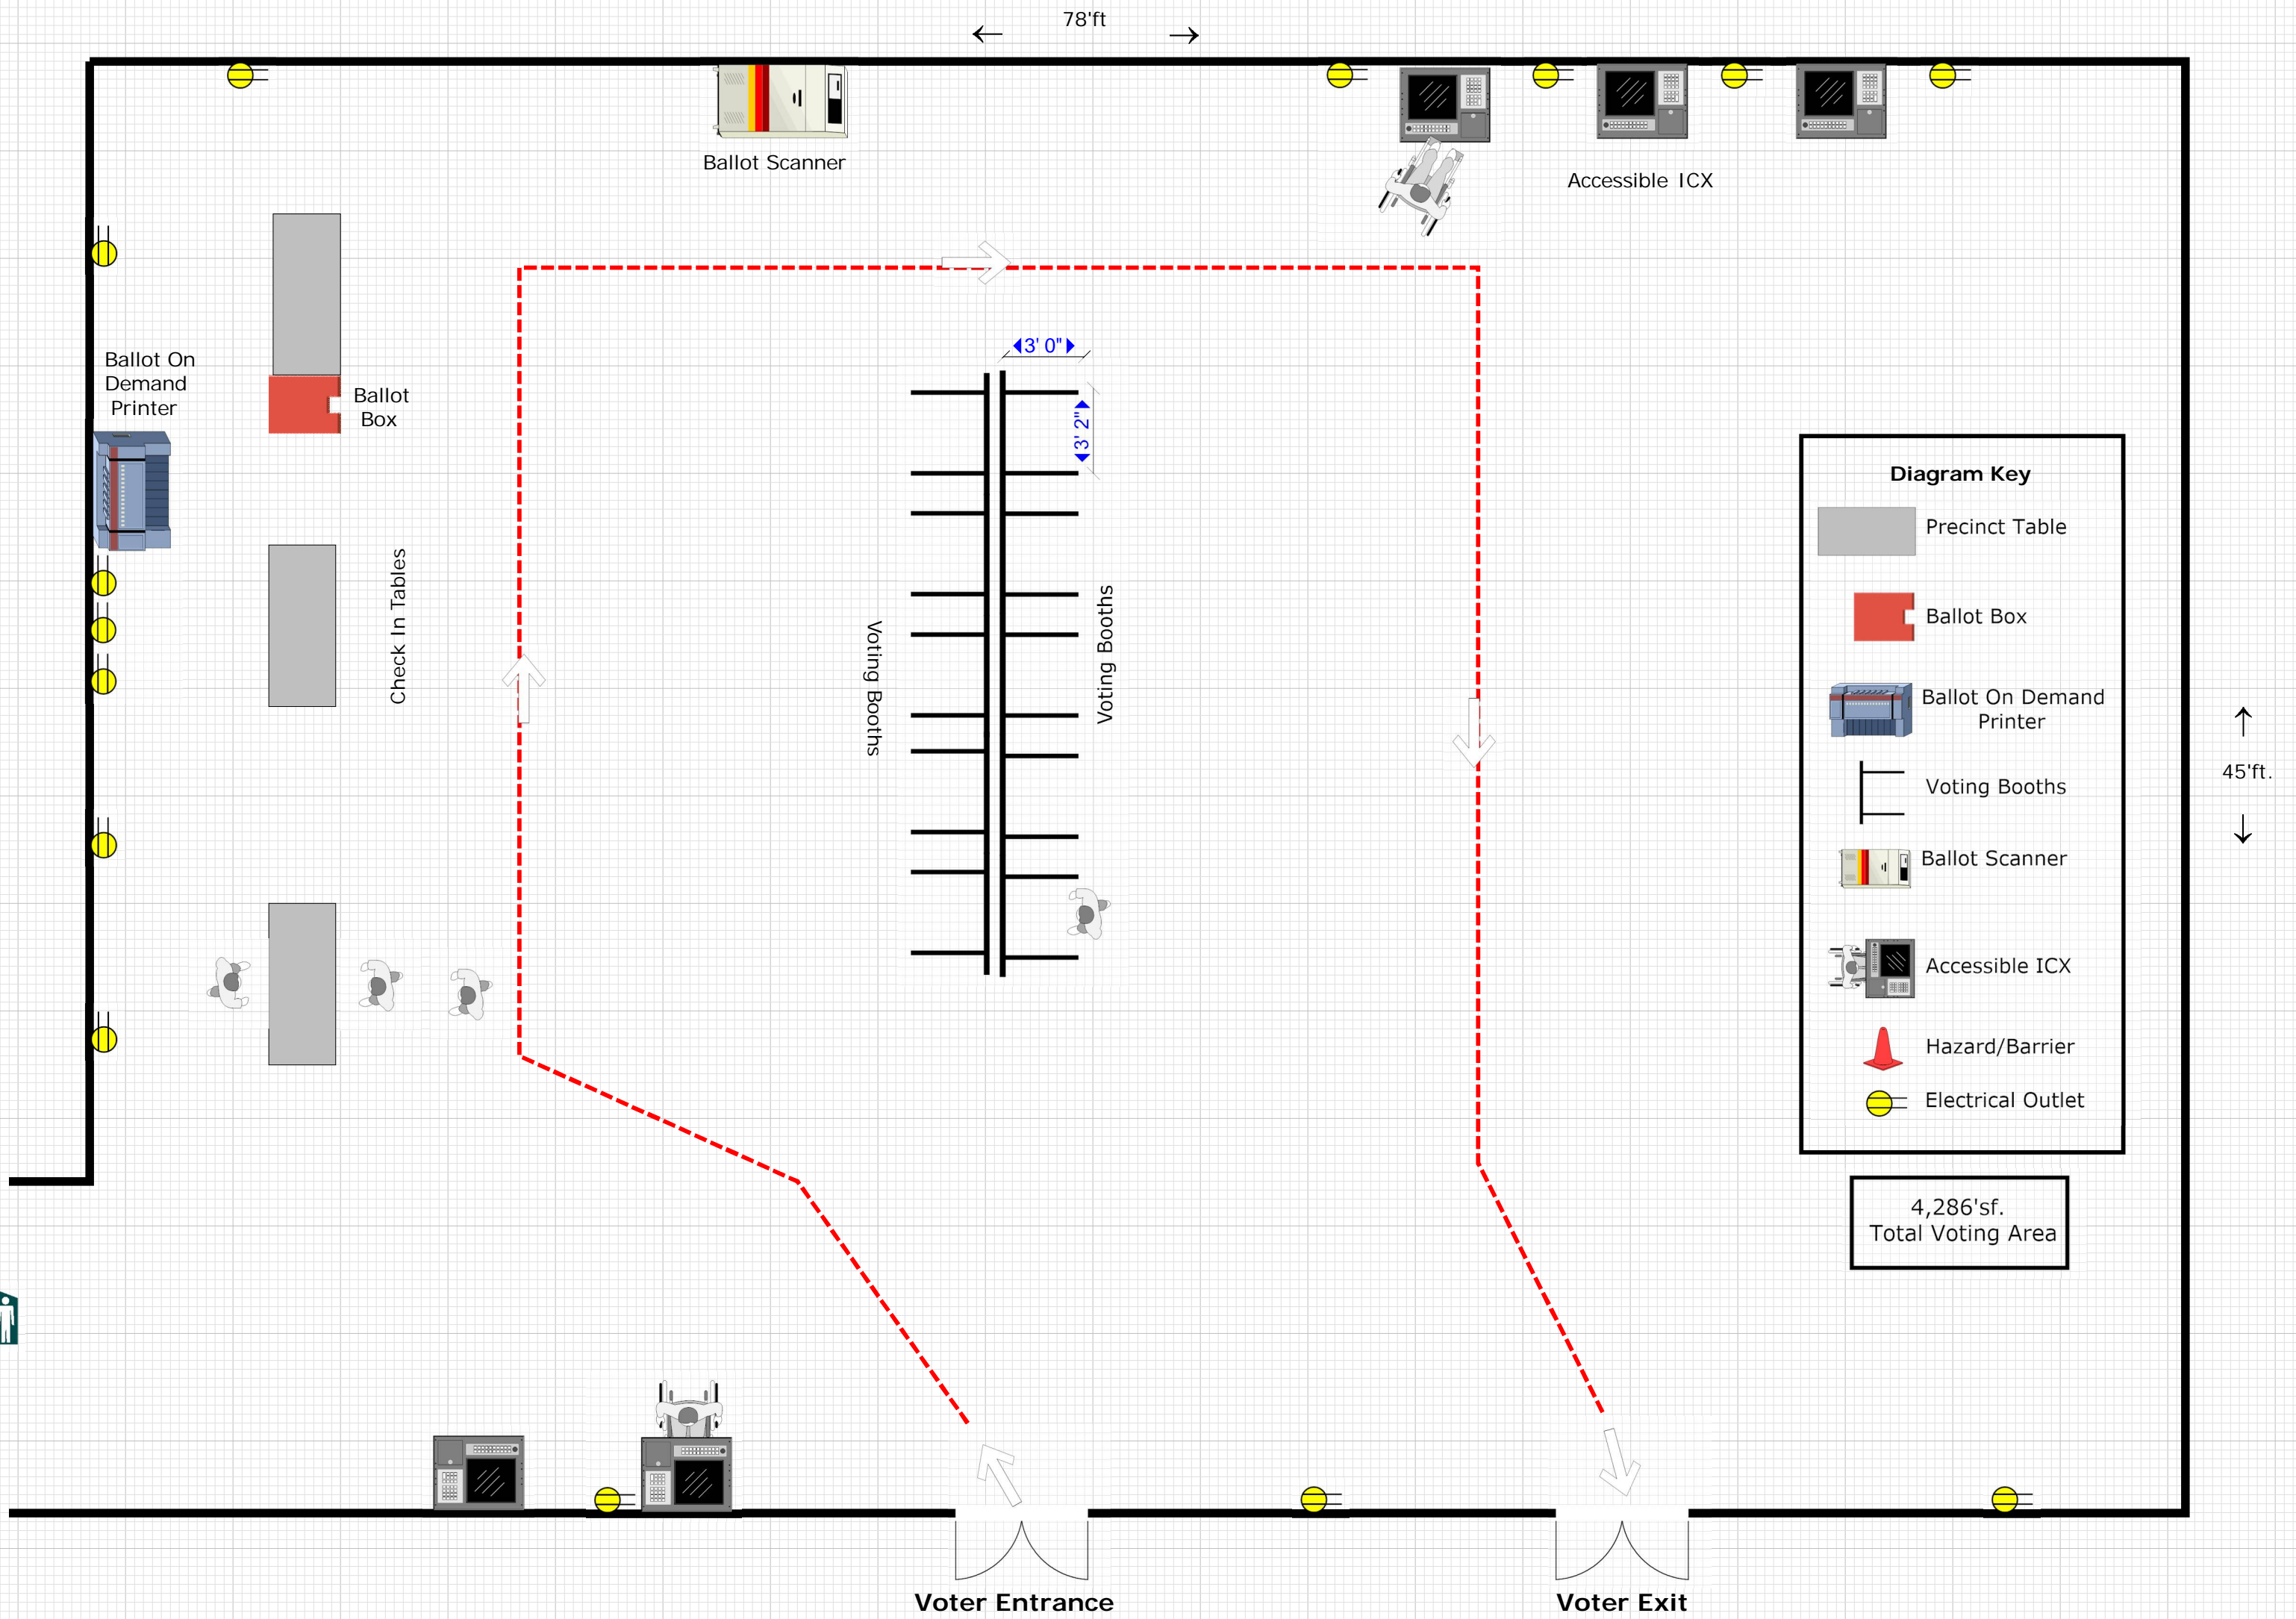 78'ft
Ballot Scanner
Accessible ICX
Ballot On
Demand
Printer
Ballot
Box
3' 0"
3' 2"
Check In Tables
Voting Booths
Voting Booths
Diagram Key
Precinct Table
Ballot Box
Ballot On Demand
Printer
Voting Booths
Ballot Scanner
Accessible ICX
Hazard/Barrier
Electrical Outlet
45'ft.
4,286'sf.
Total Voting Area
Voter Entrance
Voter Exit